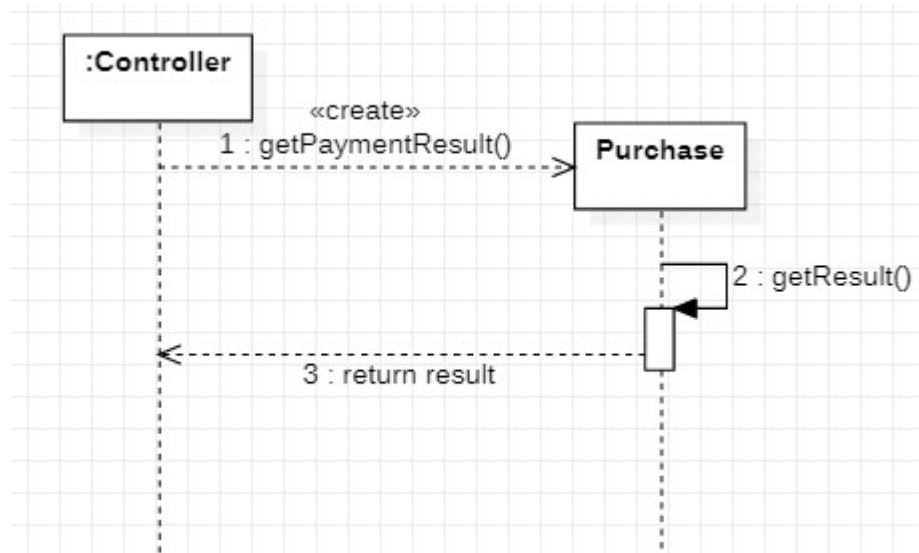 :Controller
«create»
1 : getPaymentResult()
Purchase
2 : getResult()
3 : return result